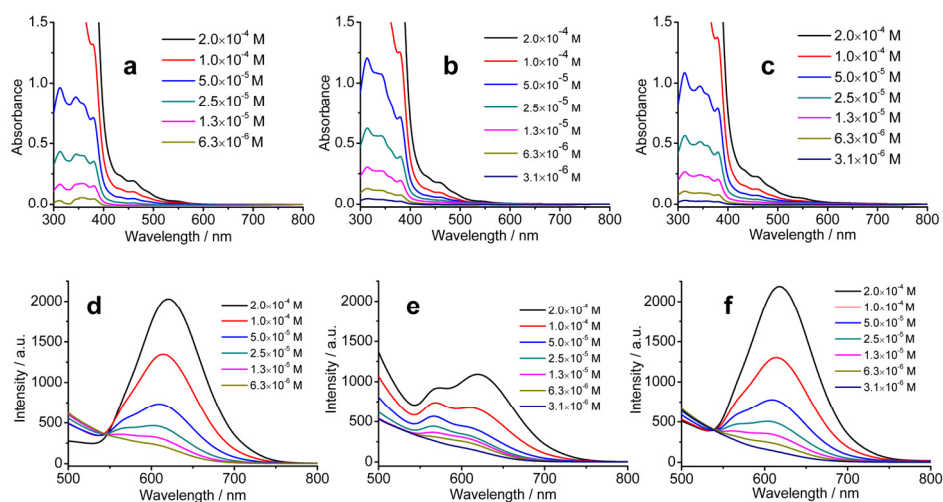 a
2.0×10⁻⁴ M
1.0×10⁻⁴ M
5.0×10⁻⁵ M
2.5×10⁻⁵ M
1.3×10⁻⁵ M
6.3×10⁻⁶ M
Absorbance
1.5
1.0
0.5
0.0
300 400 500 600 700 800
Wavelength / nm
b
2.0×10⁻⁴ M
1.0×10⁻⁴ M
5.0×10⁻⁵ M
2.5×10⁻⁵ M
1.3×10⁻⁵ M
6.3×10⁻⁶ M
3.1×10⁻⁶ M
Absorbance
1.5
1.0
0.5
0.0
300 400 500 600 700 800
Wavelength / nm
c
2.0×10⁻⁴ M
1.0×10⁻⁴ M
5.0×10⁻⁵ M
2.5×10⁻⁵ M
1.3×10⁻⁵ M
6.3×10⁻⁶ M
3.1×10⁻⁶ M
Absorbance
1.5
1.0
0.5
0.0
300 400 500 600 700 800
Wavelength / nm
d
2.0×10⁻⁴ M
1.0×10⁻⁴ M
5.0×10⁻⁵ M
2.5×10⁻⁵ M
1.3×10⁻⁵ M
6.3×10⁻⁶ M
Intensity / a.u.
2000
1500
1000
500
0
500 600 700 800
Wavelength / nm
e
2.0×10⁻⁴ M
1.0×10⁻⁴ M
5.0×10⁻⁵ M
2.5×10⁻⁵ M
1.3×10⁻⁵ M
6.3×10⁻⁶ M
3.1×10⁻⁶ M
Intensity / a.u.
2000
1500
1000
500
0
500 600 700 800
Wavelength / nm
f
2.0×10⁻⁴ M
1.0×10⁻⁴ M
5.0×10⁻⁵ M
2.5×10⁻⁵ M
1.3×10⁻⁵ M
6.3×10⁻⁶ M
3.1×10⁻⁶ M
Intensity / a.u.
2000
1500
1000
500
0
500 600 700 800
Wavelength / nm